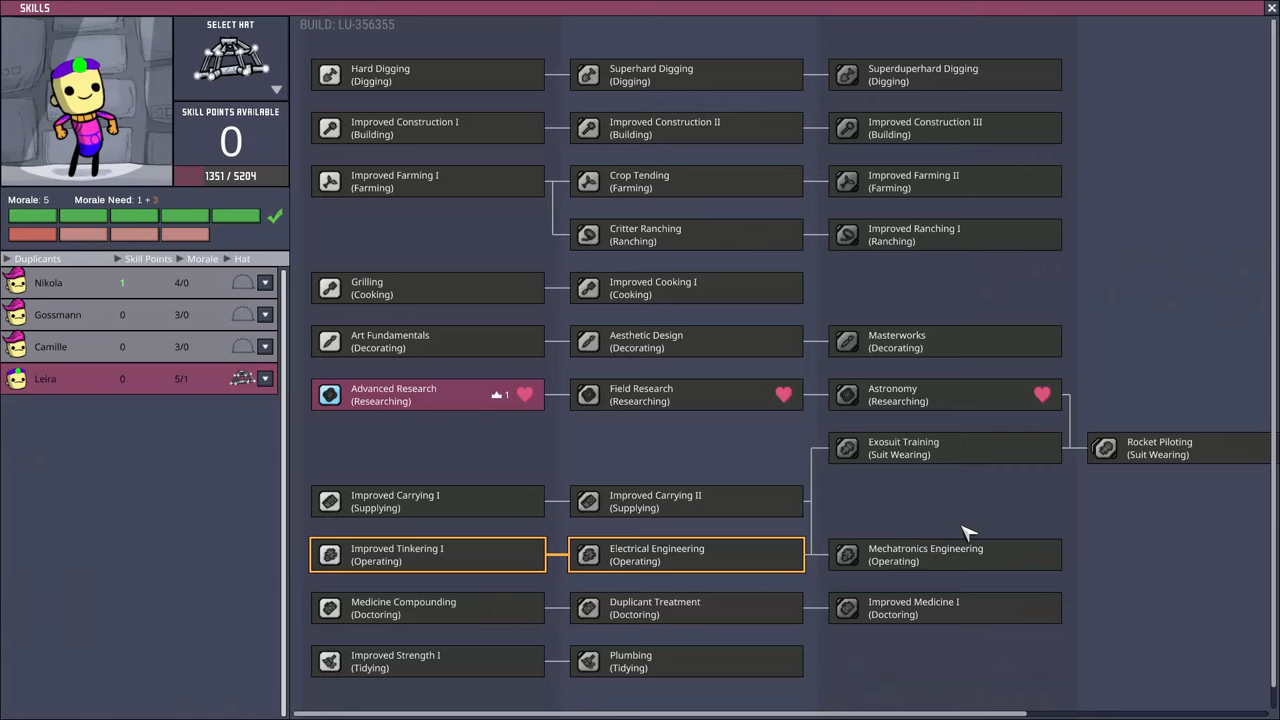 SKILLS
BUILD: LU-356355
SELECT HAT
SKILL POINTS AVAILABLE
0
1351 / 5204
Morale: 5 Morale Need: 1 + 3
Duplicants Skill Points Morale Hat
Nikola 1 4/0
Gossmann 0 3/0
Camille 0 3/0
Leira 0 5/1
Hard Digging
(Digging)
Superhard Digging
(Digging)
Superduperhard Digging
(Digging)
Improved Construction I
(Building)
Improved Construction II
(Building)
Improved Construction III
(Building)
Improved Farming I
(Farming)
Crop Tending
(Farming)
Improved Farming II
(Farming)
Critter Ranching
(Ranching)
Improved Ranching I
(Ranching)
Grilling
(Cooking)
Improved Cooking I
(Cooking)
Art Fundamentals
(Decorating)
Aesthetic Design
(Decorating)
Masterworks
(Decorating)
Advanced Research
(Researching)
1
Field Research
(Researching)
Astronomy
(Researching)
Exosuit Training
(Suit Wearing)
Rocket Piloting
(Suit Wearing)
Improved Carrying I
(Supplying)
Improved Carrying II
(Supplying)
Improved Tinkering I
(Operating)
Electrical Engineering
(Operating)
Mechatronics Engineering
(Operating)
Medicine Compounding
(Doctoring)
Duplicant Treatment
(Doctoring)
Improved Medicine I
(Doctoring)
Improved Strength I
(Tidying)
Plumbing
(Tidying)